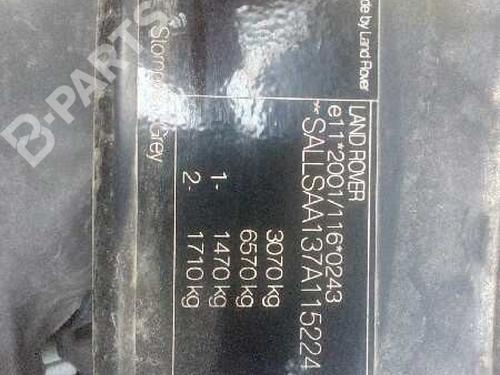 Made by Land Rover
LAND ROVER
e11*2001/116*0243
*SALLSAA137A115224
3070 kg
6570 kg
1- 1470 kg
2- 1710 kg
Grey
B-PARTS